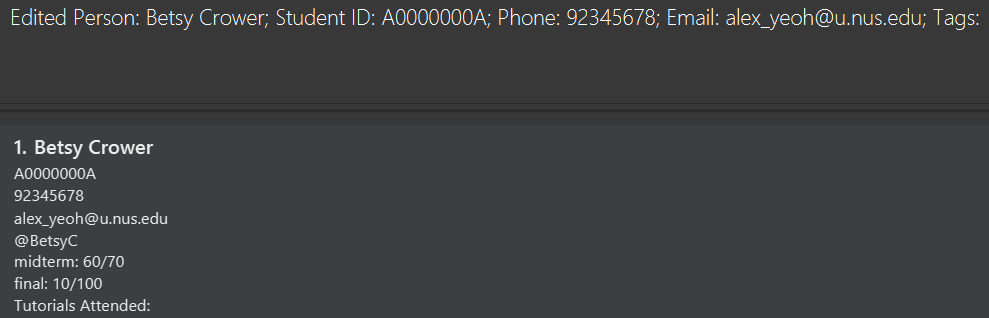 Edited Person: Betsy Crower; Student ID: A0000000A; Phone: 92345678; Email: alex_yeoh@u.nus.edu; Tags:
1. Betsy Crower
A0000000A
92345678
alex_yeoh@u.nus.edu
@BetsyC
midterm: 60/70
final: 10/100
Tutorials Attended: